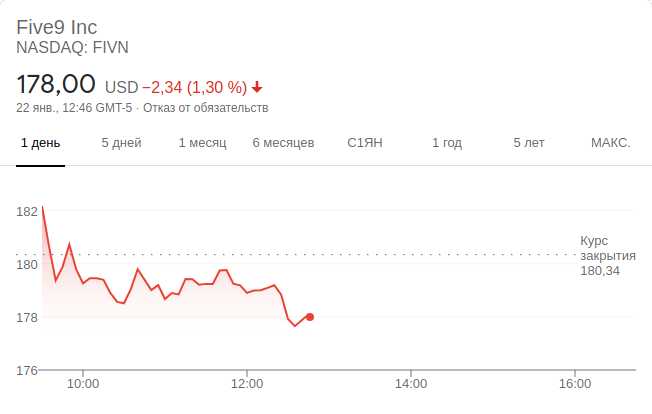 Five9 Inc
NASDAQ: FIVN
178,00 USD −2,34 (1,30 %)
22 янв., 12:46 GMT-5 · Отказ от обязательств
1 день 5 дней 1 месяц 6 месяцев С1ЯН 1 год 5 лет МАКС.
182
Курс
закрытия
180,34
180
178
176
10:00 12:00 14:00 16:00